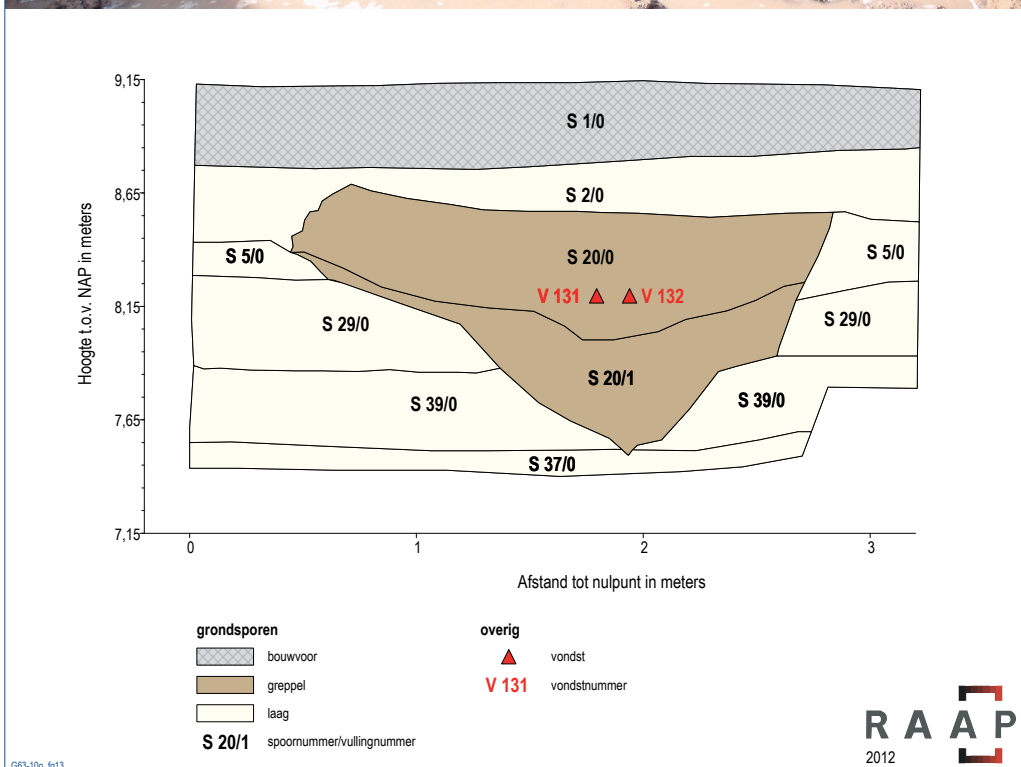 9,15
S 1/0
8,65
S 2/0
S 5/0
S 20/0
S 5/0
V 131
V 132
8,15
S 29/0
S 29/0
Hoogte t.o.v. NAP in meters
S 20/1
S 39/0
S 39/0
7,65
S 37/0
7,15
0
1
2
3
Afstand tot nulpunt in meters
grondsporen
bouwvoor
greppel
laag
S 20/1 spoornummer/vullingnummer
overig
vondst
V 131 vondstnummer
RAAP
2012